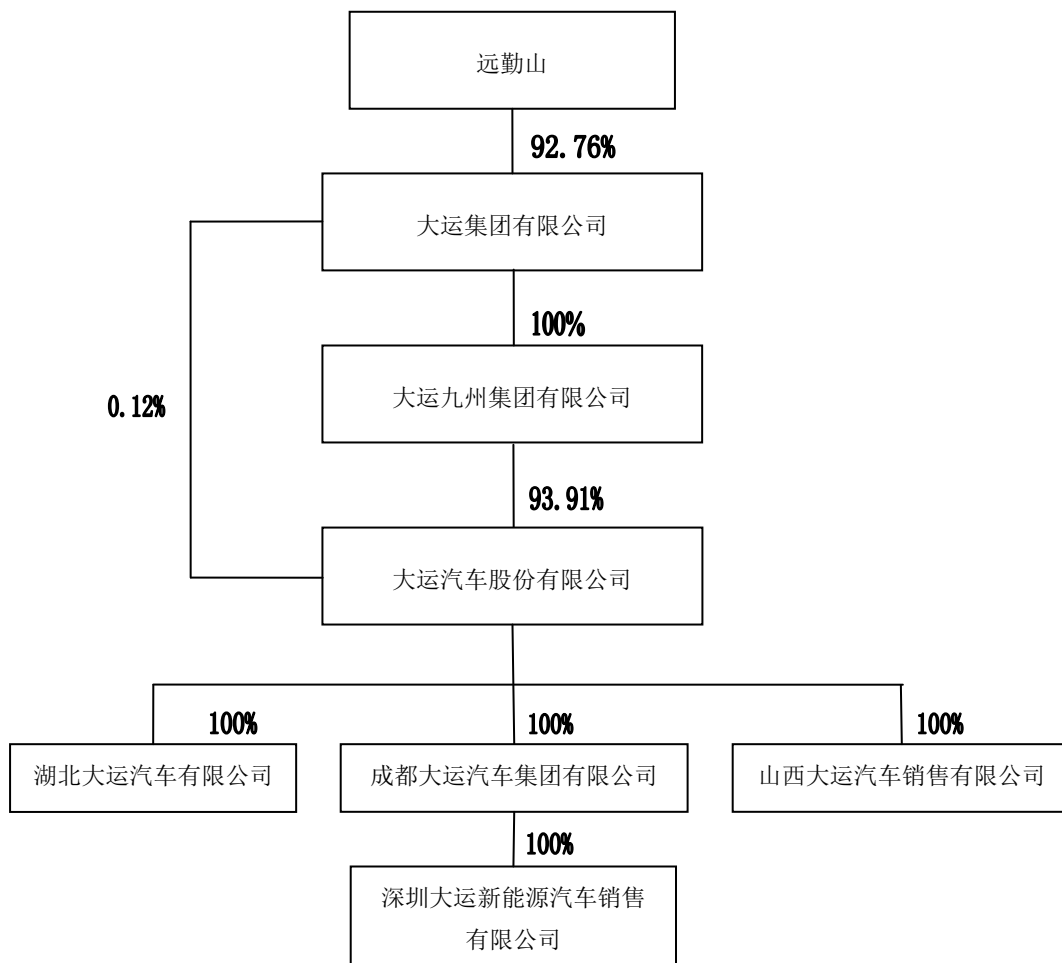 远勤山
92.76%
大运集团有限公司
100%
大运九州集团有限公司
0.12%
93.91%
大运汽车股份有限公司
100%
100%
100%
湖北大运汽车有限公司
成都大运汽车集团有限公司
山西大运汽车销售有限公司
100%
深圳大运新能源汽车销售
有限公司